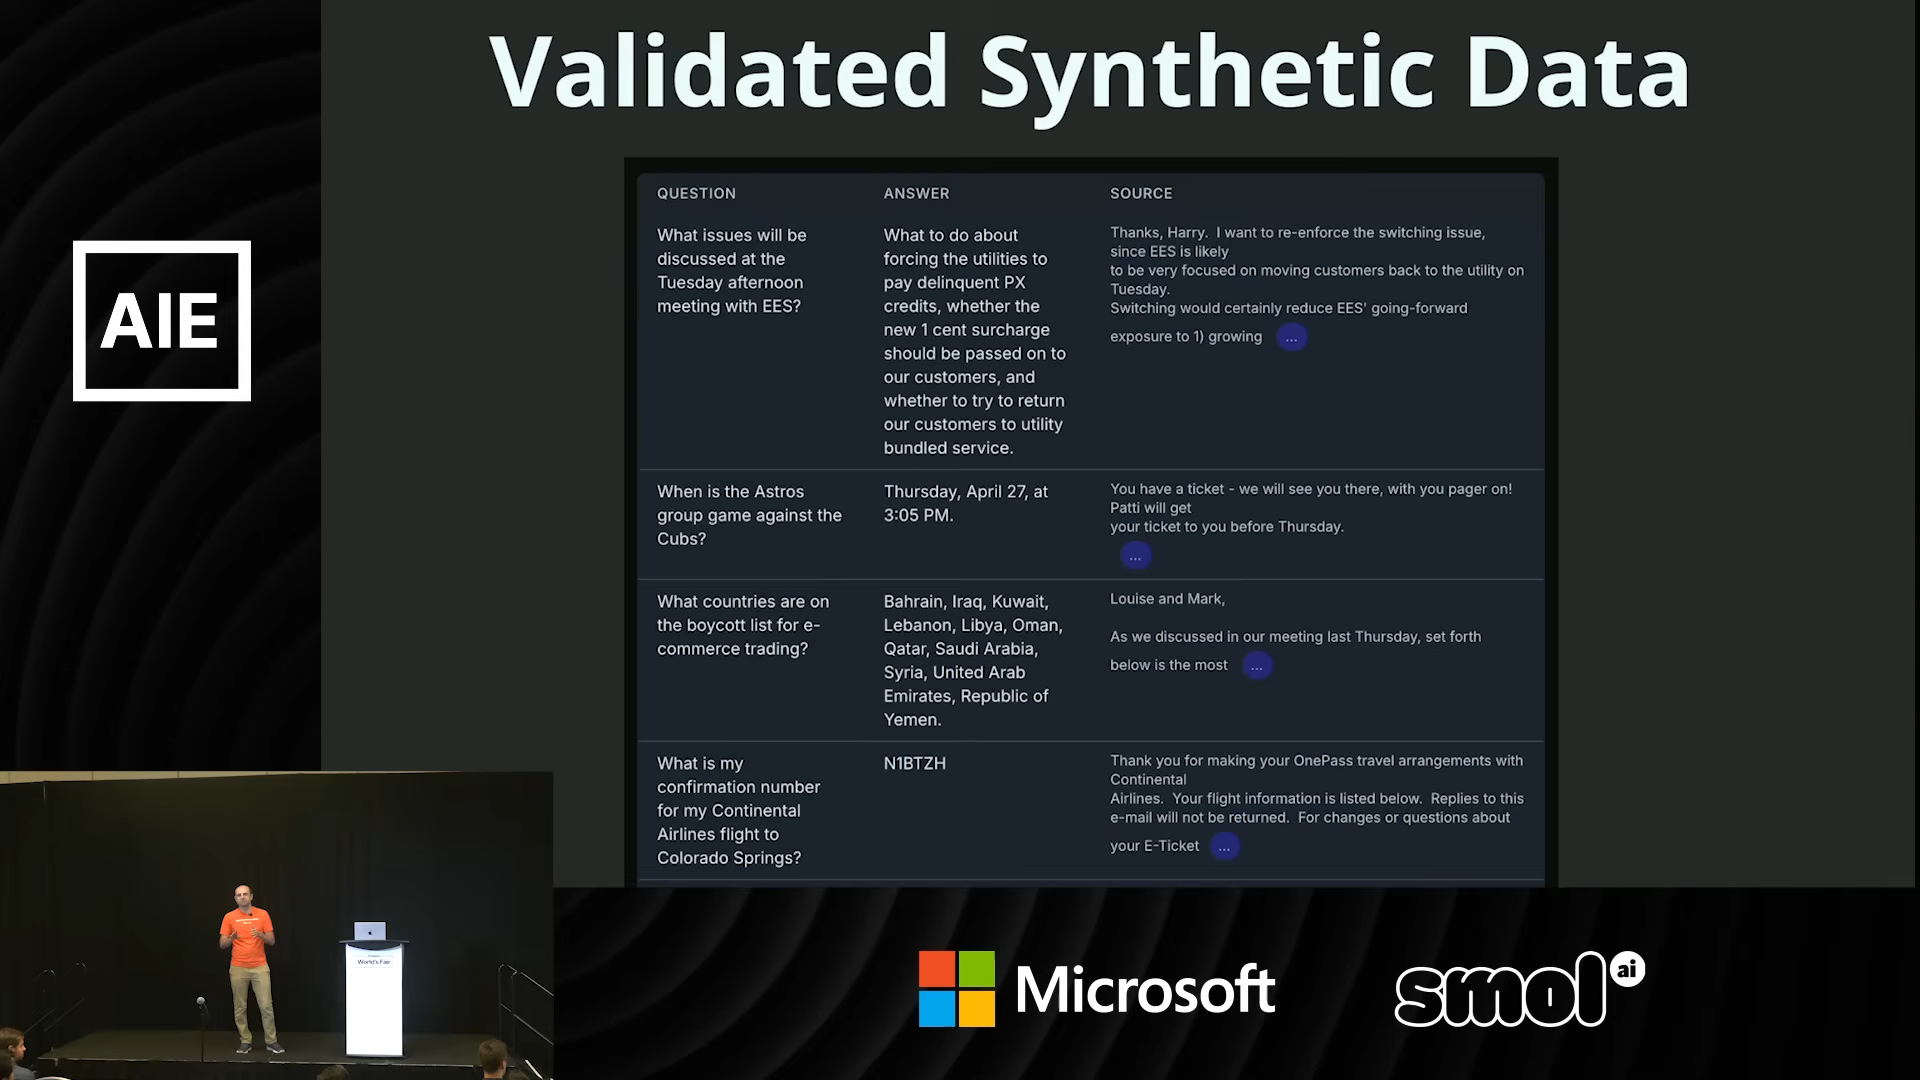 Validated Synthetic Data
AIE
QUESTION
ANSWER
SOURCE
What issues will be
discussed at the
Tuesday afternoon
meeting with EES?
What to do about
forcing the utilities to
pay delinquent PX
credits, whether the
new 1 cent surcharge
should be passed on to
our customers, and
whether to try to return
our customers to utility
bundled service.
Thanks, Harry.  I want to re-enforce the switching issue,
since EES is likely
to be very focused on moving customers back to the utility on
Tuesday.
Switching would certainly reduce EES' going-forward
exposure to 1) growing ...
When is the Astros
group game against the
Cubs?
Thursday, April 27, at
3:05 PM.
You have a ticket - we will see you there, with you pager on!
Patti will get
your ticket to you before Thursday.
...
What countries are on
the boycott list for e-
commerce trading?
Bahrain, Iraq, Kuwait,
Lebanon, Libya, Oman,
Qatar, Saudi Arabia,
Syria, United Arab
Emirates, Republic of
Yemen.
Louise and Mark,
As we discussed in our meeting last Thursday, set forth
below is the most ...
What is my
confirmation number
for my Continental
Airlines flight to
Colorado Springs?
N1BTZH
Thank you for making your OnePass travel arrangements with
Continental
Airlines.  Your flight information is listed below.  Replies to this
e-mail will not be returned.  For changes or questions about
your E-Ticket ...
World's Fair
Microsoft
smol ai